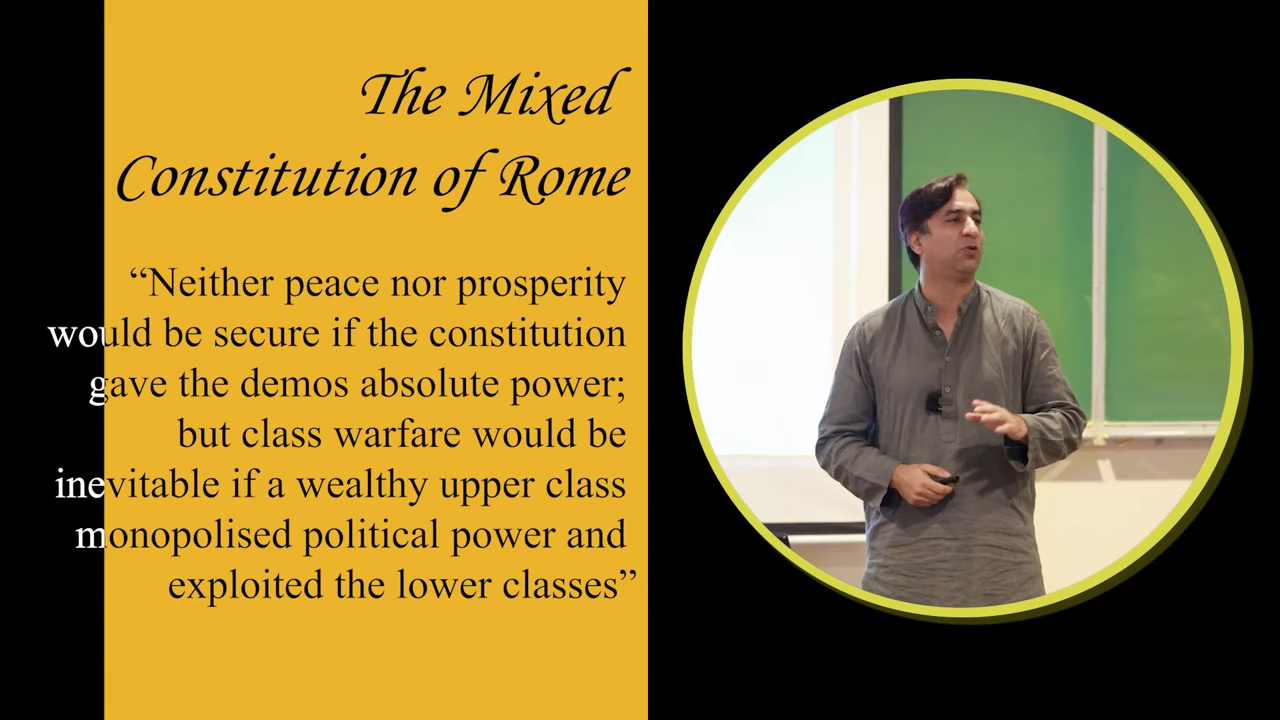 The Mixed
Constitution of Rome
“Neither peace nor prosperity
would be secure if the constitution
gave the demos absolute power;
but class warfare would be
inevitable if a wealthy upper class
monopolised political power and
exploited the lower classes”